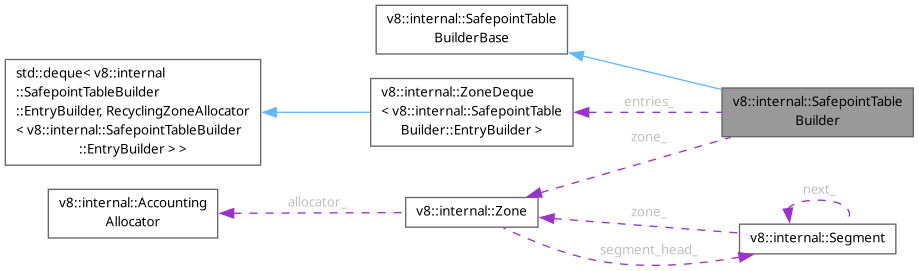 v8::internal::SafepointTable
BuilderBase
std::deque< v8::internal
::SafepointTableBuilder
::EntryBuilder, RecyclingZoneAllocator
< v8::internal::SafepointTableBuilder
::EntryBuilder > >
v8::internal::ZoneDeque
< v8::internal::SafepointTable
Builder::EntryBuilder >
entries_
v8::internal::SafepointTable
Builder
zone_
v8::internal::Accounting
Allocator
allocator_
v8::internal::Zone
zone_
segment_head_
next_
v8::internal::Segment